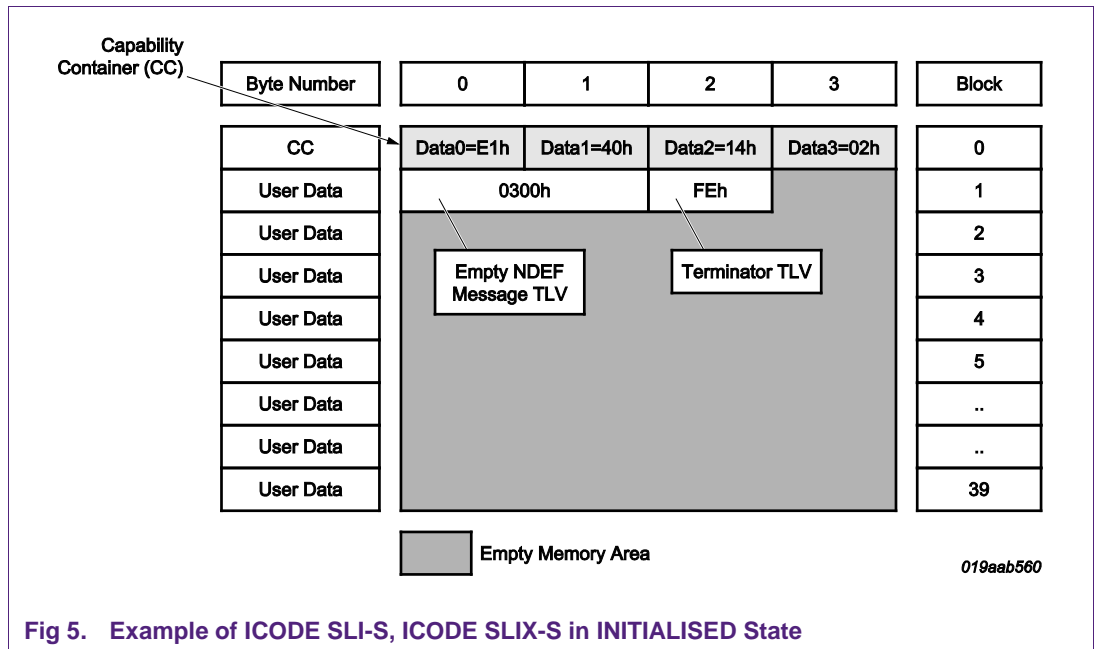 Capability
Container (CC)
Byte Number 0 1 2 3 Block
CC Data0=E1h Data1=40h Data2=14h Data3=02h 0
User Data 0300h FEh 1
User Data 2
User Data 3
User Data 4
User Data 5
User Data ..
User Data ..
User Data 39
Empty NDEF
Message TLV
Terminator TLV
Empty Memory Area
019aab560
Fig 5. Example of ICODE SLI-S, ICODE SLIX-S in INITIALISED State